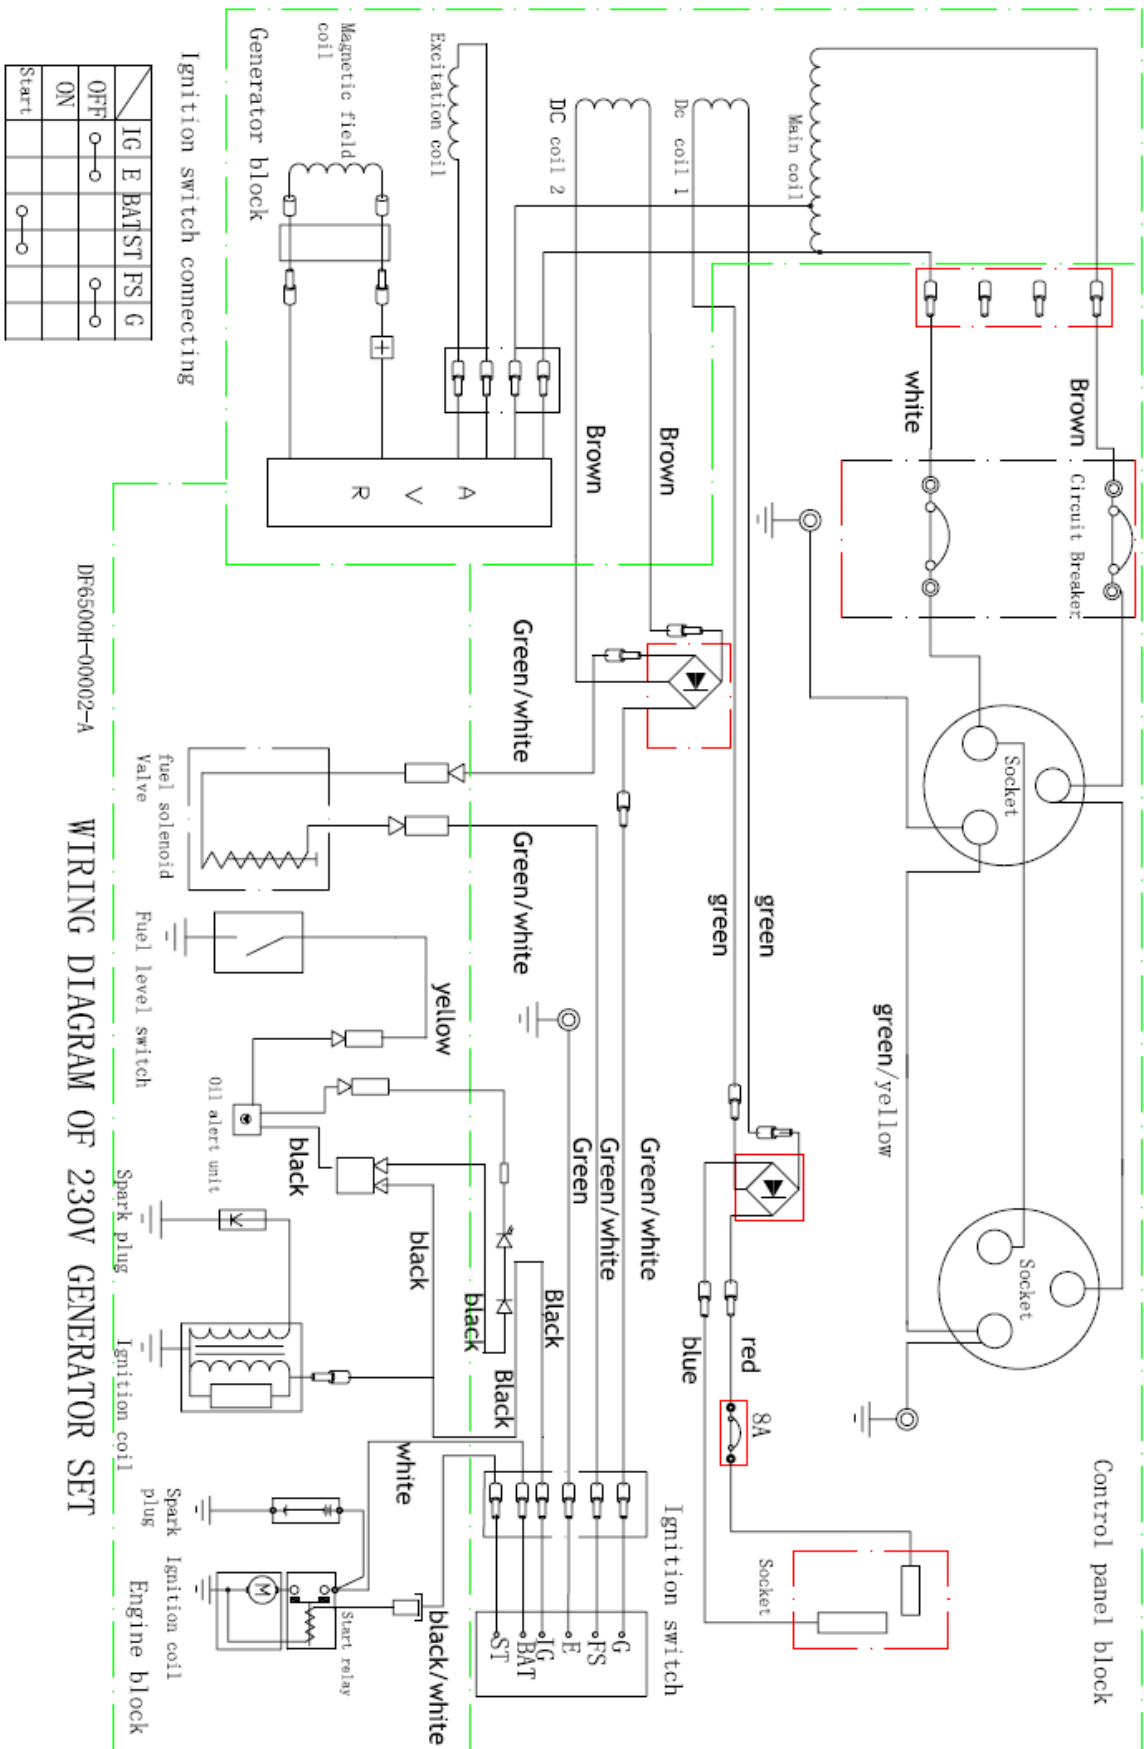 Generator block
Magnetic field
coil
Excitation coil
DC coil 2
Dc coil 1
Main coil
Control panel block
Brown
white
Circuit Breaker
Socket
green/yellow
Socket
Brown
Brown
green
green
red
blue
8A
Socket
A V R
Green/white
Green/white
Green/white
Green/white
Green
Black
Black
black
black
black
yellow
white
black/white
Ignition switch
G
FS
E
IG
BAT
ST
fuel solenoid
Valve
Fuel level switch
Oil alert unit
Spark plug
Ignition coil
Spark
plug
Ignition coil
M
Start relay
Engine block
Ignition switch connecting
IG E BAT ST FS G
OFF
ON
Start
DF6500H-00002-A
WIRING DIAGRAM OF 230V GENERATOR SET